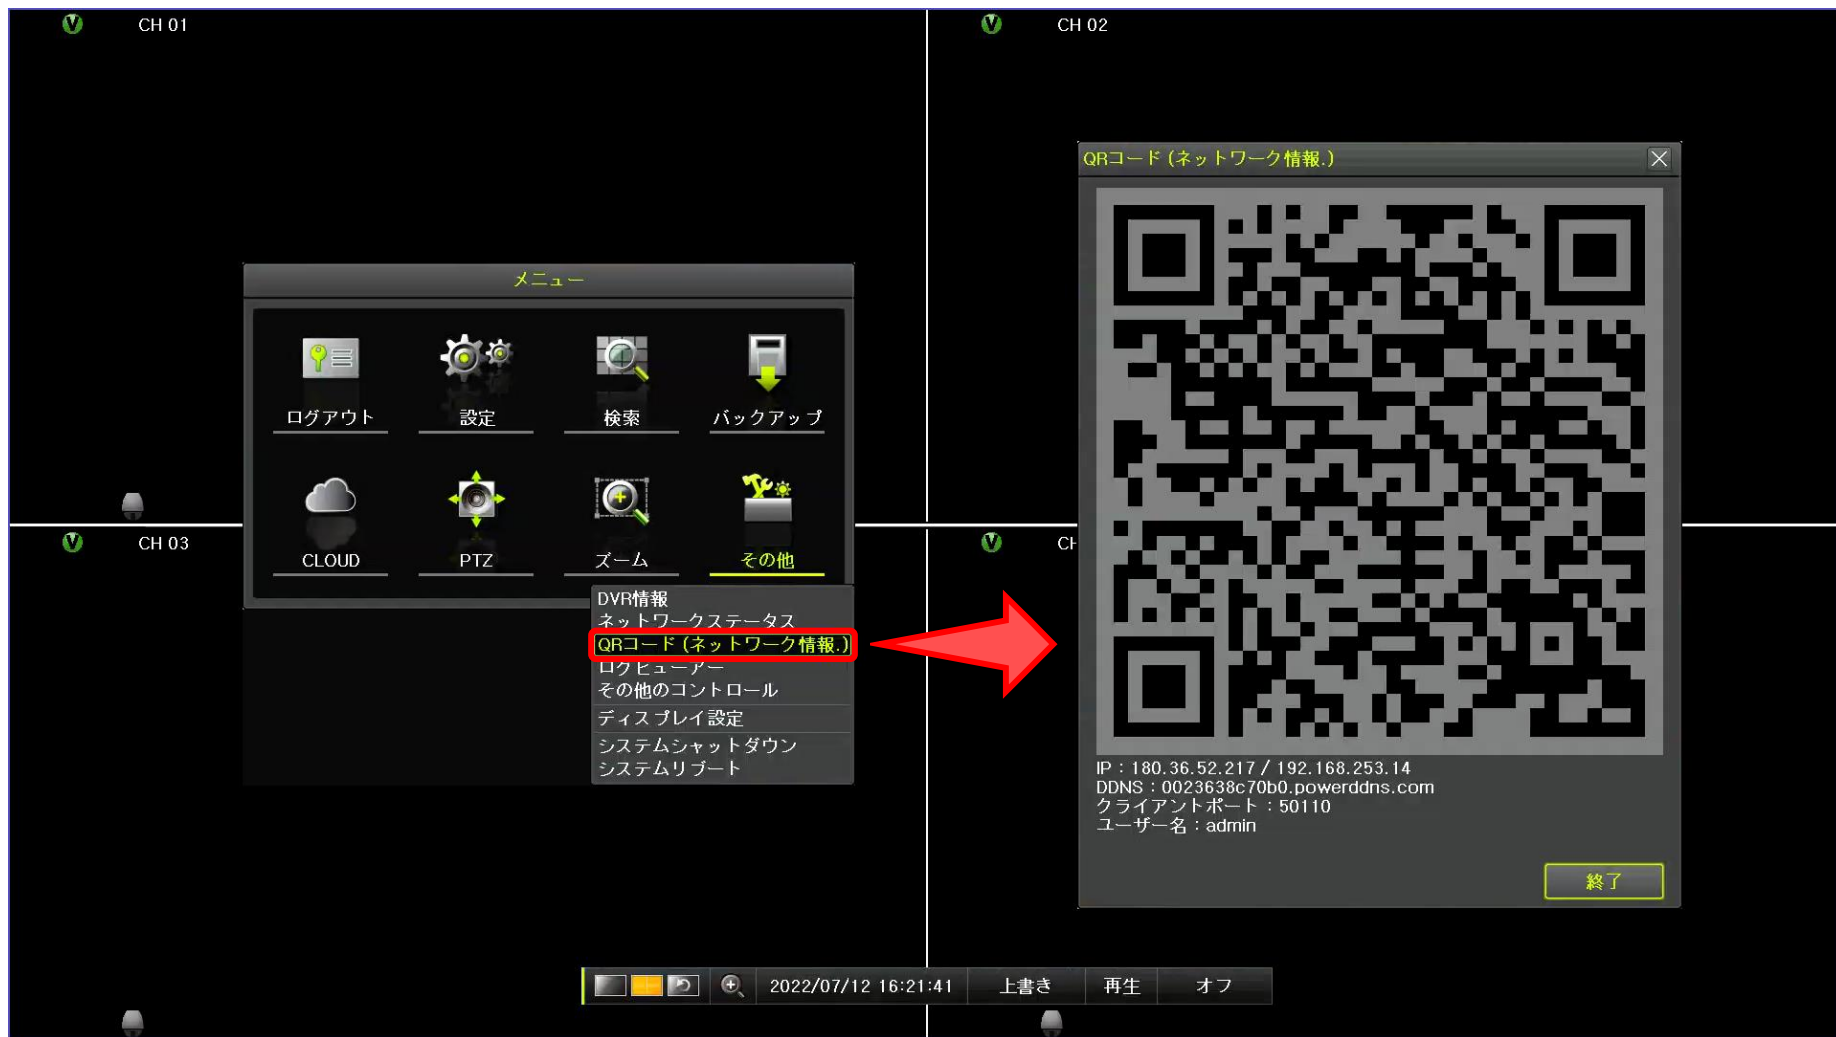 CH 01
CH 02
QRコード (ネットワーク情報.)
メニュー
ログアウト
設定
検索
バックアップ
CLOUD
PTZ
ズーム
その他
CH 03
CH
DVR情報
ネットワークステータス
QRコード (ネットワーク情報.)
ログビューアー
その他のコントロール
ディスプレイ設定
システムシャットダウン
システムリブート
IP : 180.36.52.217 / 192.168.253.14
DDNS : 0023638c70b0.powerddns.com
クライアントポート : 50110
ユーザー名 : admin
終了
2022/07/12 16:21:41
上書き
再生
オフ